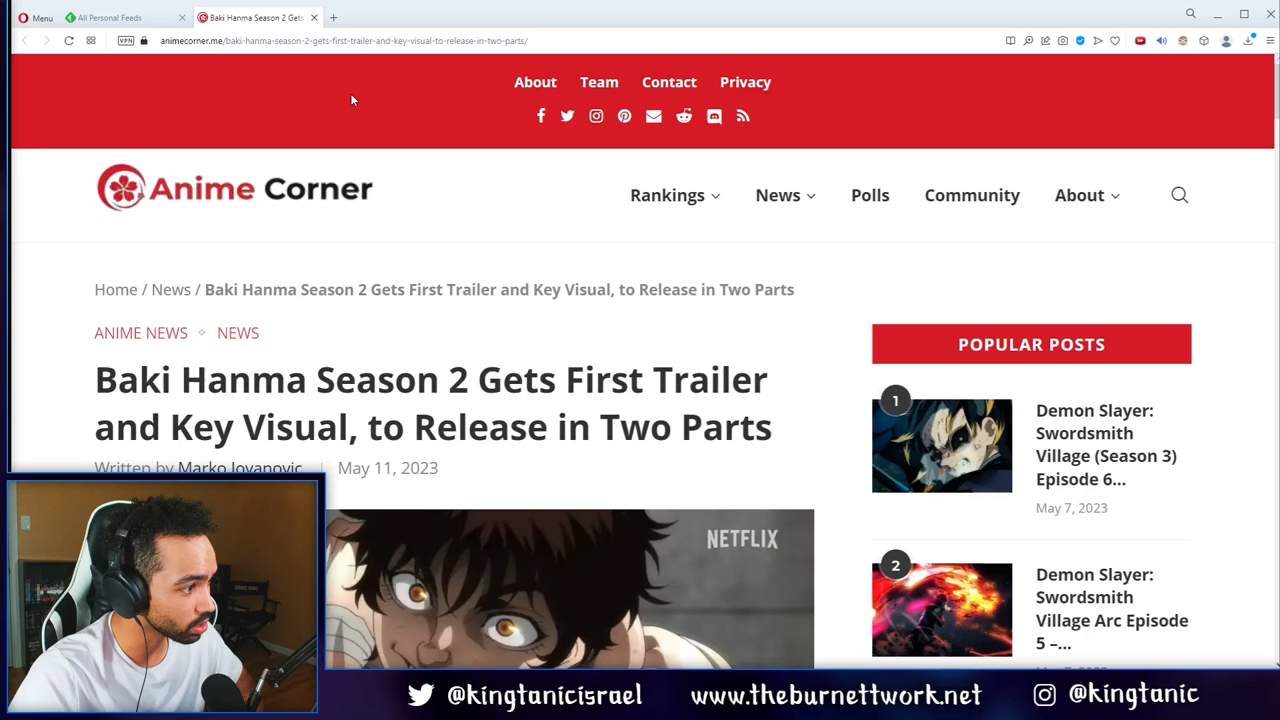 Menu
All Personal Feeds
Baki Hanma Season 2 Gets
VPN
animecorner.me/baki-hanma-season-2-gets-first-trailer-and-key-visual-to-release-in-two-parts/
About Team Contact Privacy
Anime Corner
Rankings News Polls Community About
Home / News / Baki Hanma Season 2 Gets First Trailer and Key Visual, to Release in Two Parts
ANIME NEWS NEWS
Baki Hanma Season 2 Gets First Trailer
and Key Visual, to Release in Two Parts
Written by Marko Jovanovic May 11, 2023
NETFLIX
POPULAR POSTS
1
Demon Slayer:
Swordsmith
Village (Season 3)
Episode 6...
May 7, 2023
2
Demon Slayer:
Swordsmith
Village Arc Episode
5 –...
@kingtanicisrael www.theburnettwork.net @kingtanic